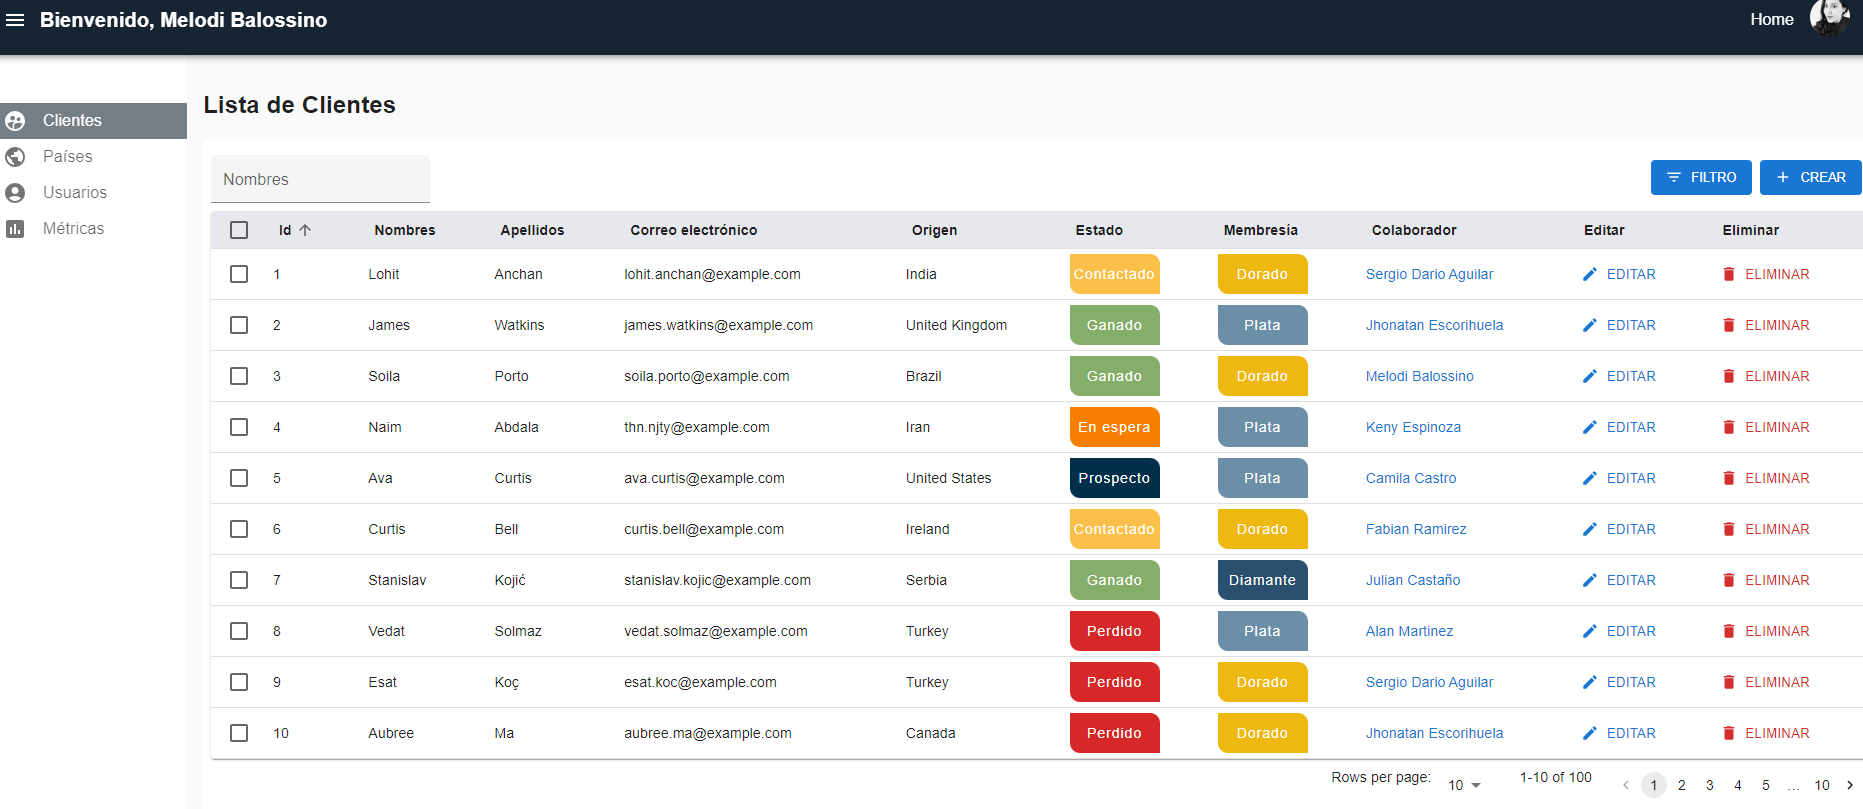 Bienvenido, Melodi Balossino
Home
Clientes
Países
Usuarios
Métricas
Lista de Clientes
Nombres
FILTRO
CREAR
Id Nombres Apellidos Correo electrónico Origen Estado Membresía Colaborador Editar Eliminar
1 Lohit Anchan lohit.anchan@example.com India Contactado Dorado Sergio Dario Aguilar EDITAR ELIMINAR
2 James Watkins james.watkins@example.com United Kingdom Ganado Plata Jhonatan Escorihuela EDITAR ELIMINAR
3 Soila Porto soila.porto@example.com Brazil Ganado Dorado Melodi Balossino EDITAR ELIMINAR
4 Naim Abdala thn.njty@example.com Iran En espera Plata Keny Espinoza EDITAR ELIMINAR
5 Ava Curtis ava.curtis@example.com United States Prospecto Plata Camila Castro EDITAR ELIMINAR
6 Curtis Bell curtis.bell@example.com Ireland Contactado Dorado Fabian Ramirez EDITAR ELIMINAR
7 Stanislav Kojić stanislav.kojic@example.com Serbia Ganado Diamante Julian Castaño EDITAR ELIMINAR
8 Vedat Solmaz vedat.solmaz@example.com Turkey Perdido Plata Alan Martinez EDITAR ELIMINAR
9 Esat Koç esat.koc@example.com Turkey Perdido Dorado Sergio Dario Aguilar EDITAR ELIMINAR
10 Aubree Ma aubree.ma@example.com Canada Perdido Dorado Jhonatan Escorihuela EDITAR ELIMINAR
Rows per page: 10 1-10 of 100 1 2 3 4 5 ... 10